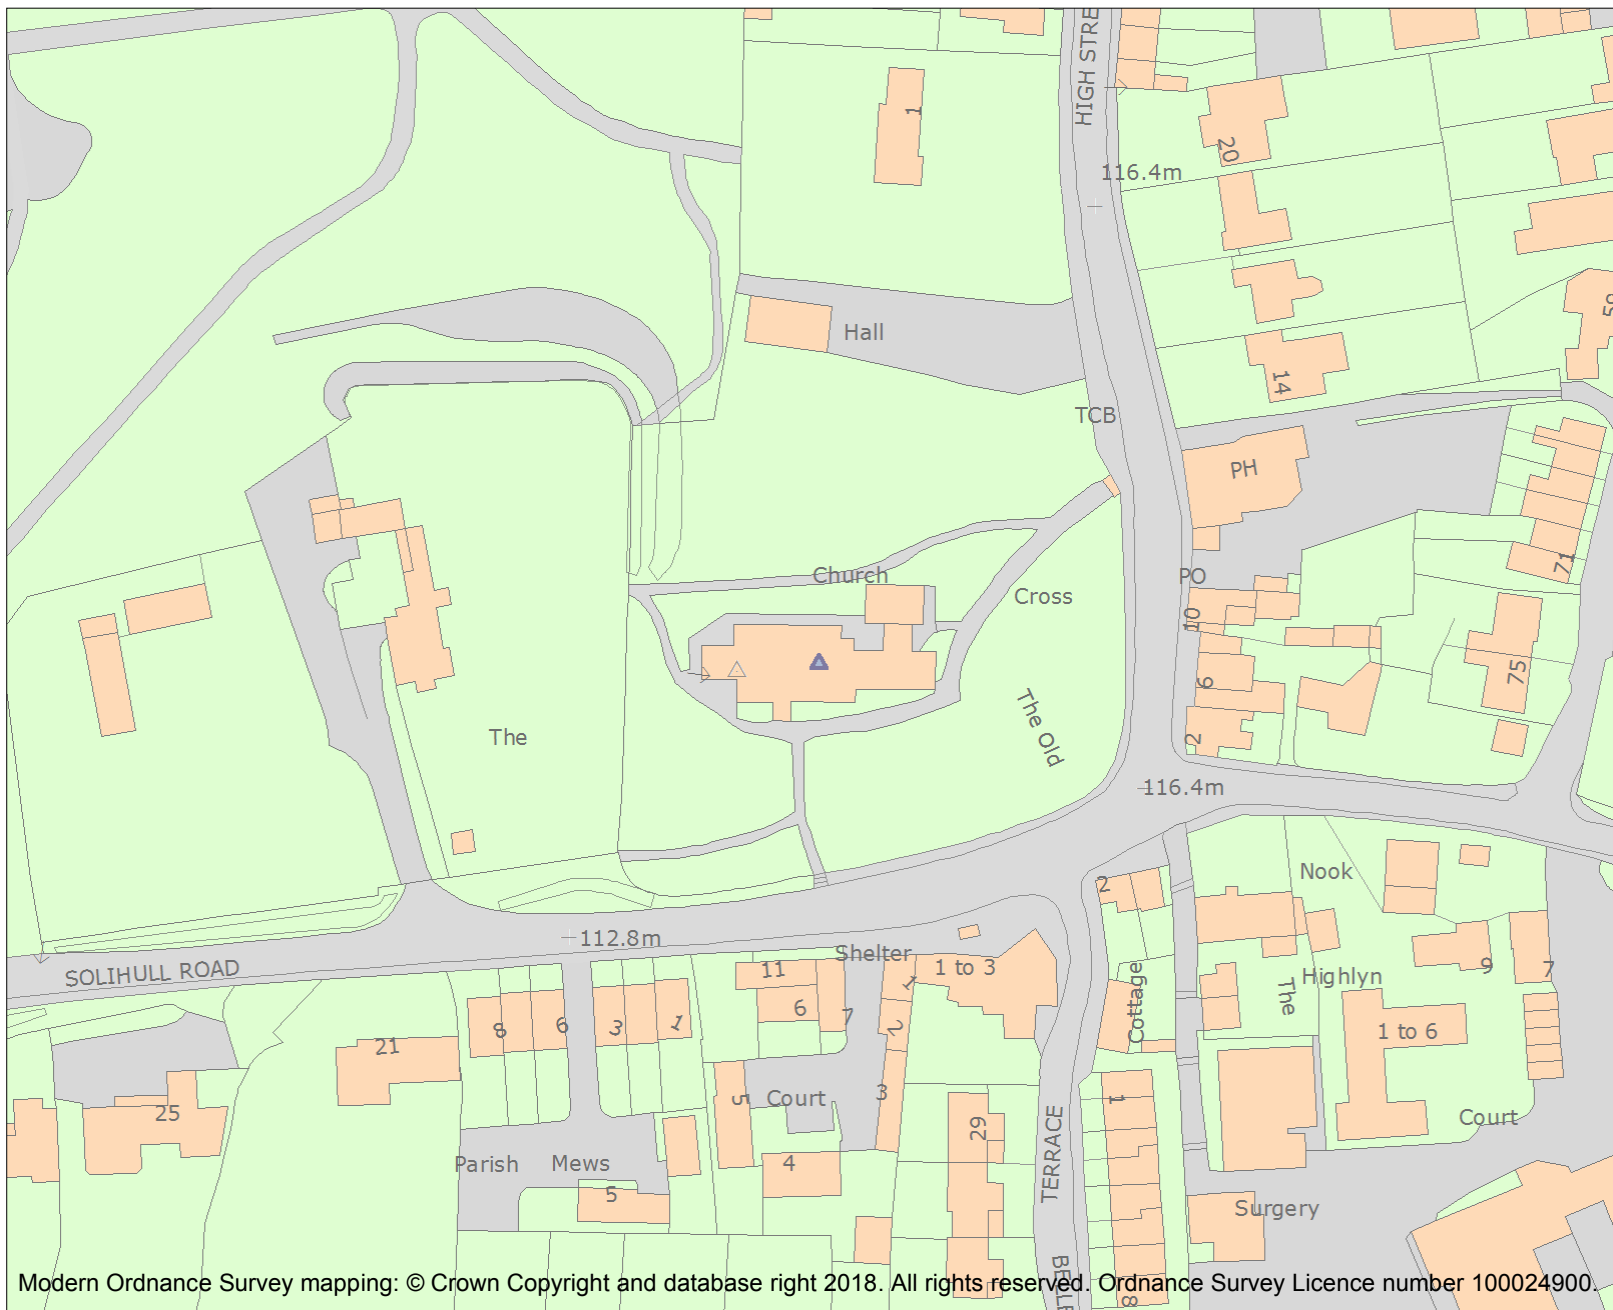 HIGH STRE
1
20
116.4m
Hall
59
14
TCB
PH
71
Church
PO
Cross
10
75
6
The Old
The
2
116.4m
Nook
2
112.8m
Shelter
1 to 3
SOLIHULL ROAD
11
Highlyn
9
7
The
Cottage
1
6
7
8
6
3
1
2
1 to 6
21
Court
5
3
1
25
29
Court
TERRACE
Parish Mews
4
5
Surgery
BELLE
8
Modern Ordnance Survey mapping: © Crown Copyright and database right 2018. All rights reserved. Ordnance Survey Licence number 100024900.